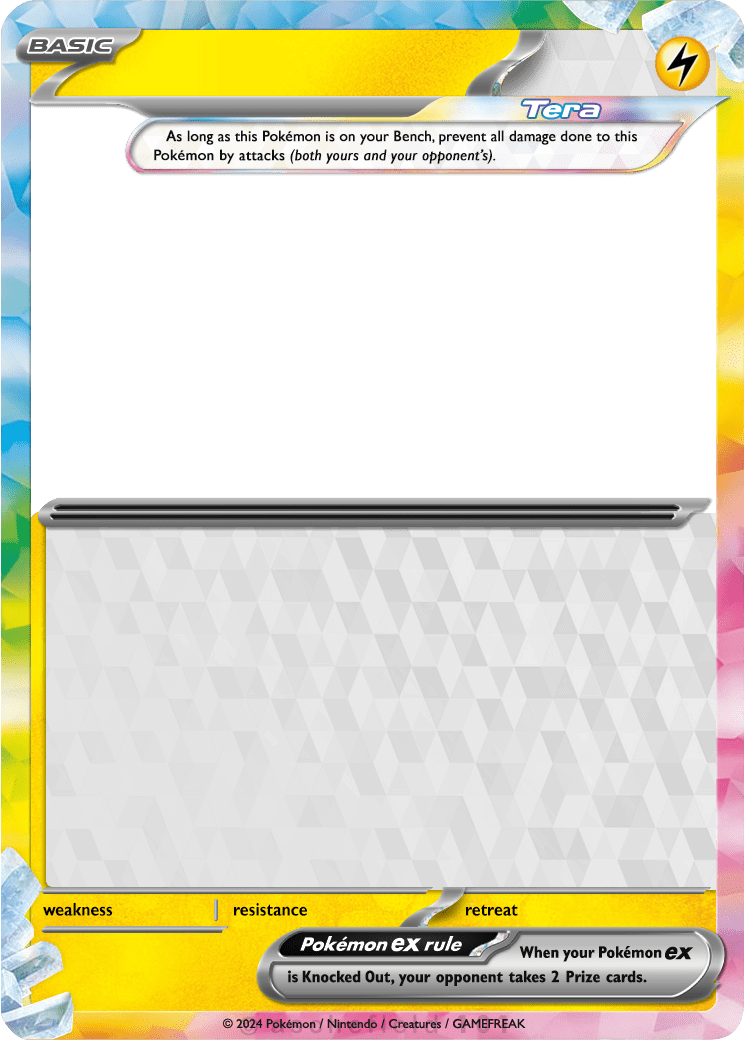 BASIC
Tera
As long as this Pokémon is on your Bench, prevent all damage done to this
Pokémon by attacks (both yours and your opponent's).
weakness
resistance
retreat
Pokémon ex rule
When your Pokémon ex
is Knocked Out, your opponent takes 2 Prize cards.
© 2024 Pokémon / Nintendo / Creatures / GAMEFREAK